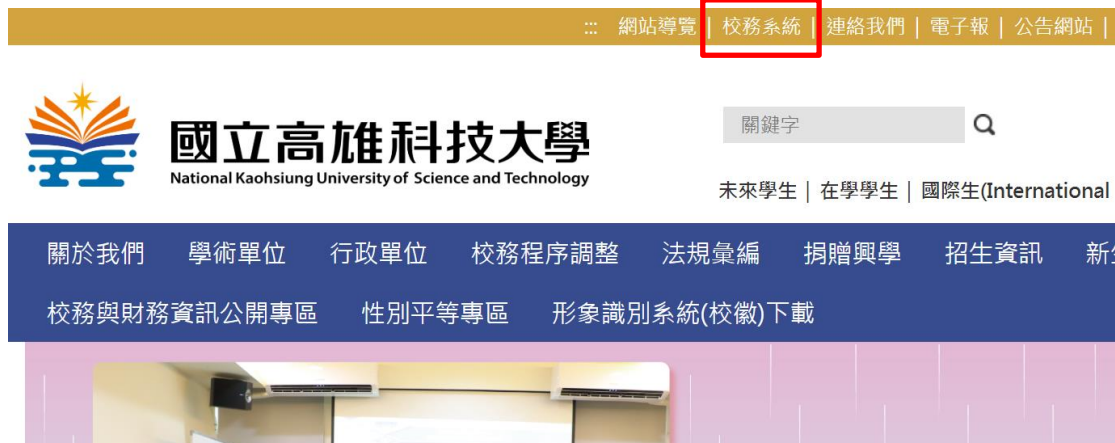 ::: 網站導覽 | 校務系統 | 連絡我們 | 電子報 | 公告網站 |
國立高雄科技大學
National Kaohsiung University of Science and Technology
關鍵字
未來學生 | 在學學生 | 國際生(International
關於我們 學術單位 行政單位 校務程序調整 法規彙編 捐贈興學 招生資訊 新
校務與財務資訊公開專區 性別平等專區 形象識別系統(校徽)下載